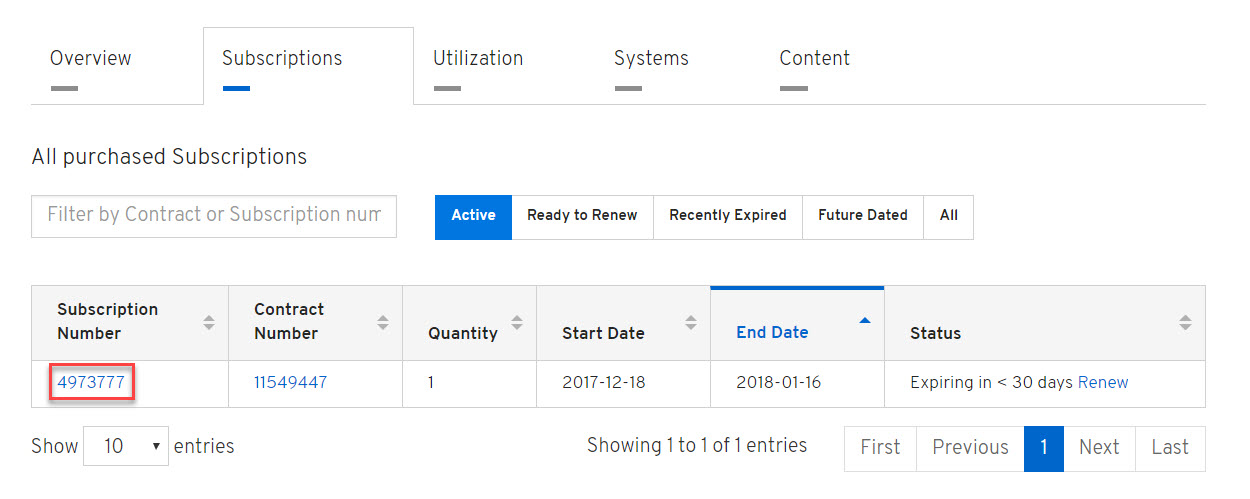 Overview Subscriptions Utilization Systems Content
All purchased Subscriptions
Filter by Contract or Subscription num
Active Ready to Renew Recently Expired Future Dated All
Subscription Number Contract Number Quantity Start Date End Date Status
4973777 11549447 1 2017-12-18 2018-01-16 Expiring in < 30 days Renew
Show 10 entries Showing 1 to 1 of 1 entries First Previous 1 Next Last